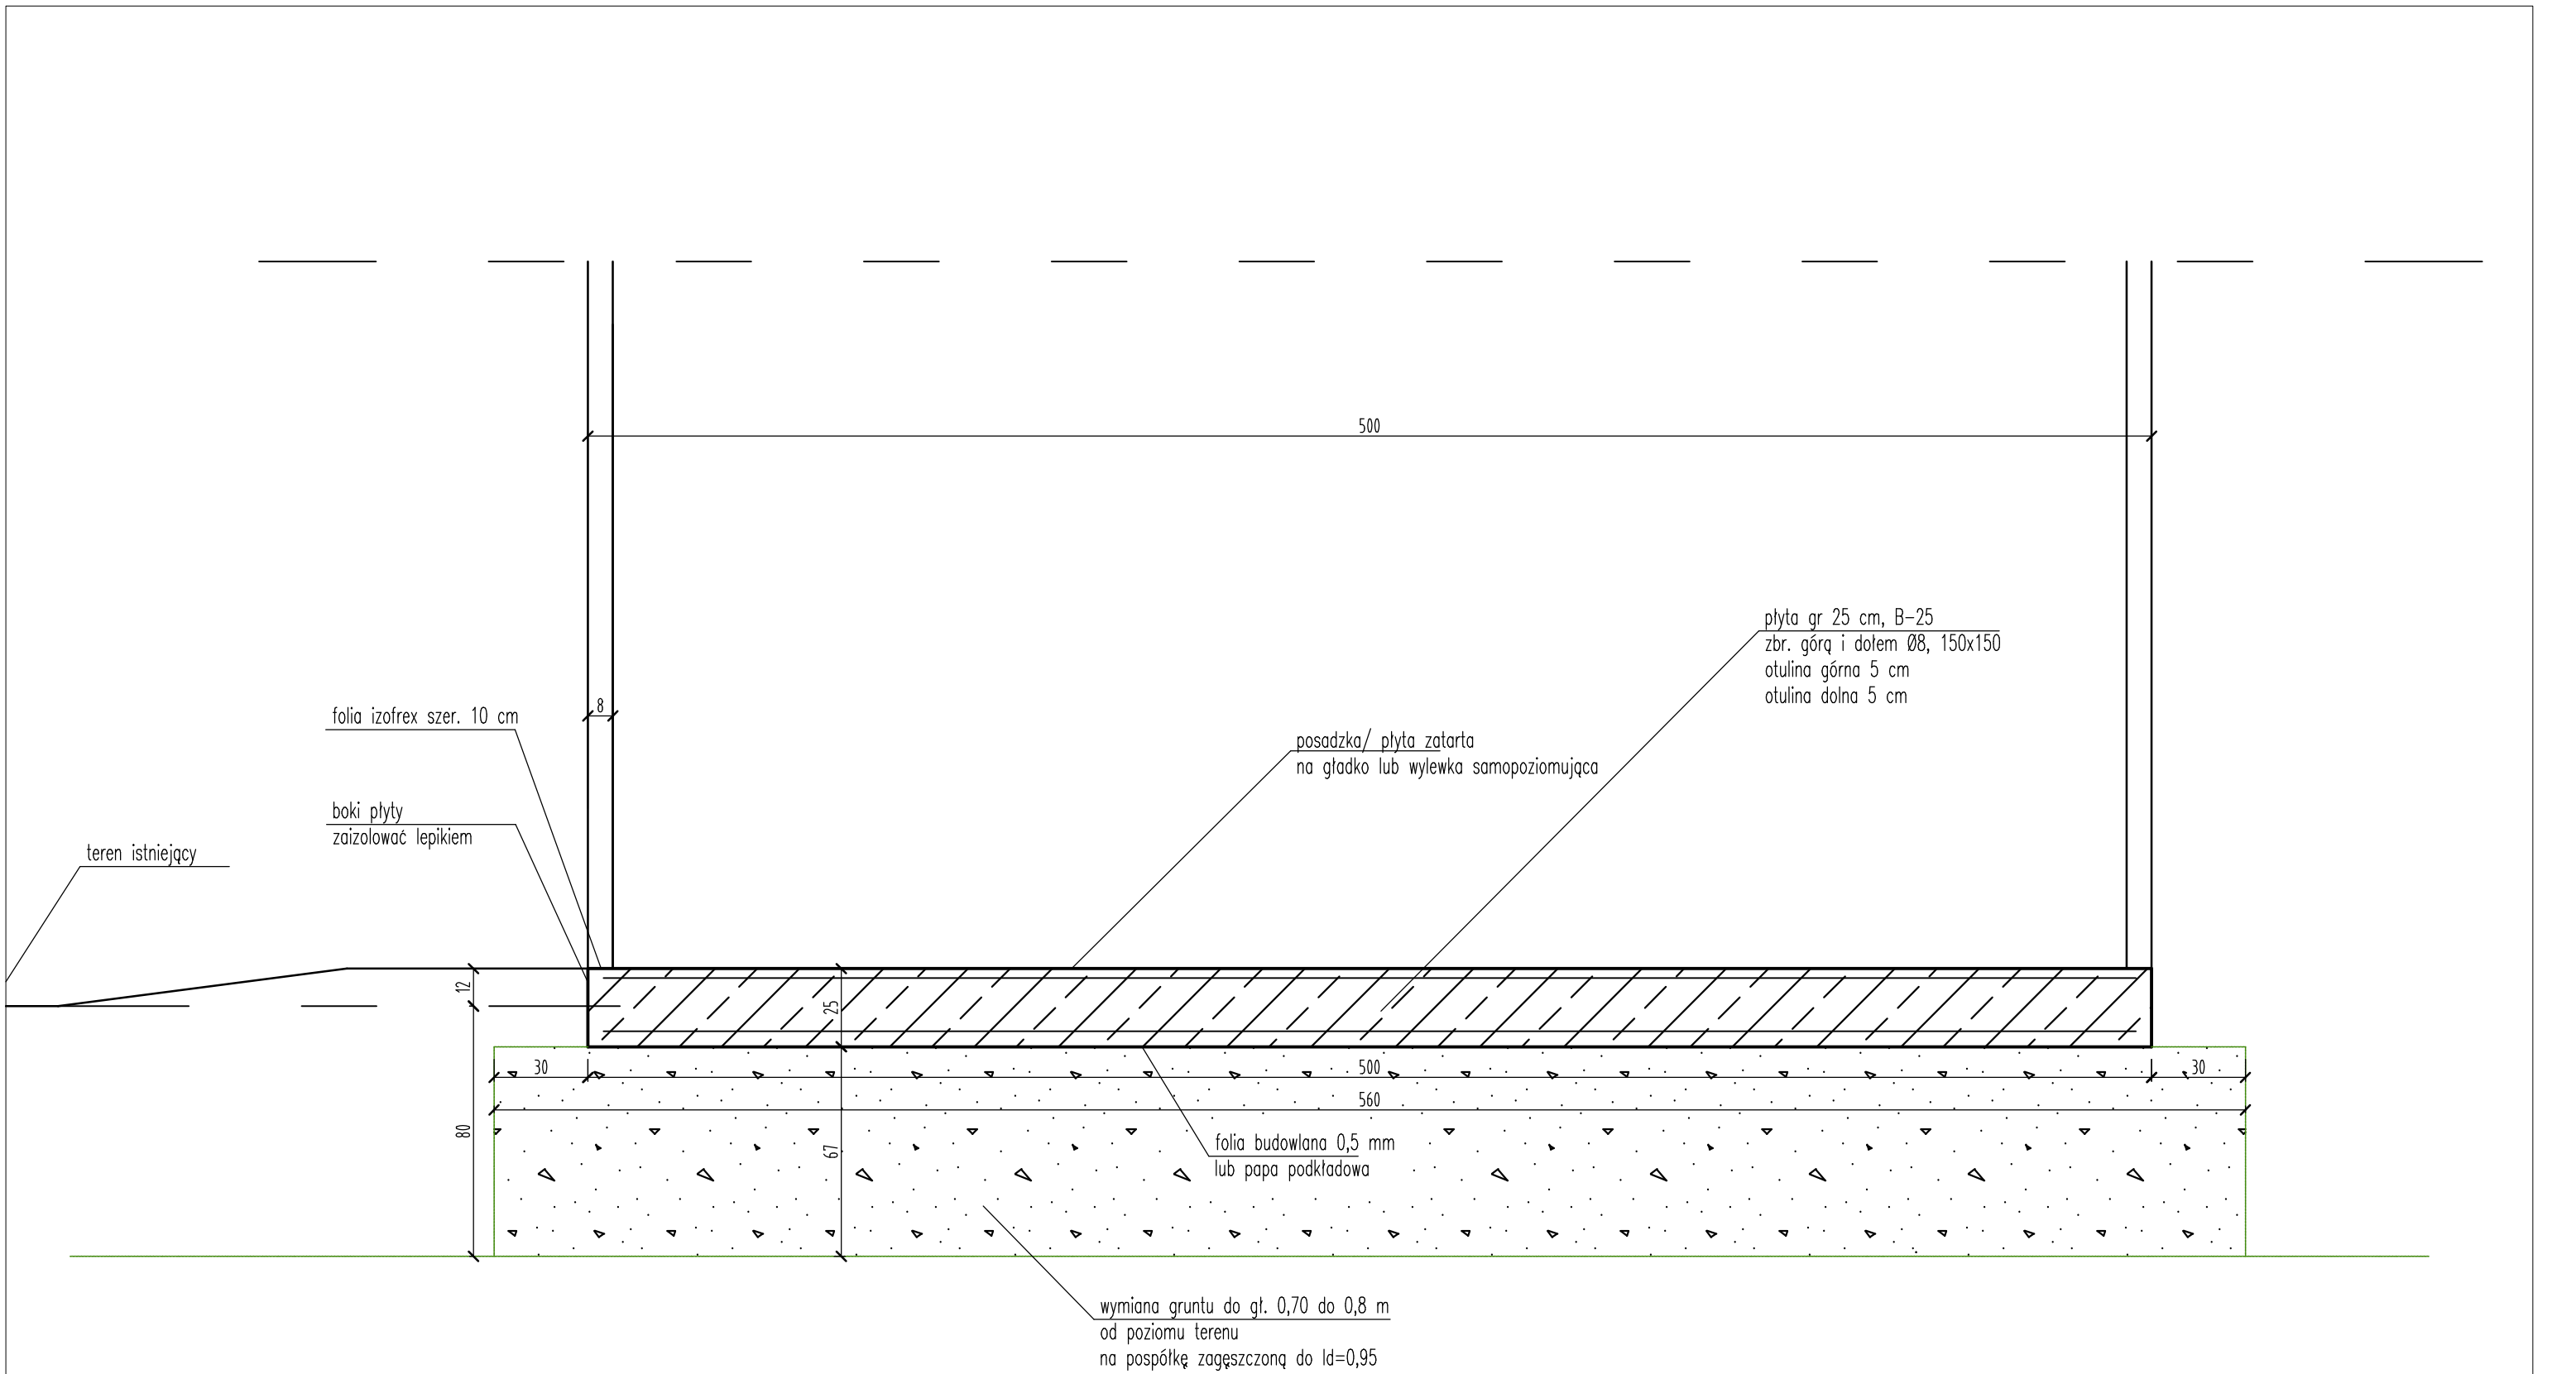 500
płyta gr 25 cm, B-25
zbr. górą i dołem Ø8, 150x150
otulina górna 5 cm
otulina dolna 5 cm
8
folia izofrex szer. 10 cm
posadzka/ płyta zatarta
na gładko lub wylewka samopoziomująca
boki płyty
zaizolować lepikiem
teren istniejący
12
25
30
500
30
560
80
67
folia budowlana 0,5 mm
lub papa podkładowa
wymiana gruntu do gł. 0,70 do 0,8 m
od poziomu terenu
na pospółkę zagęszczoną do Id=0,95